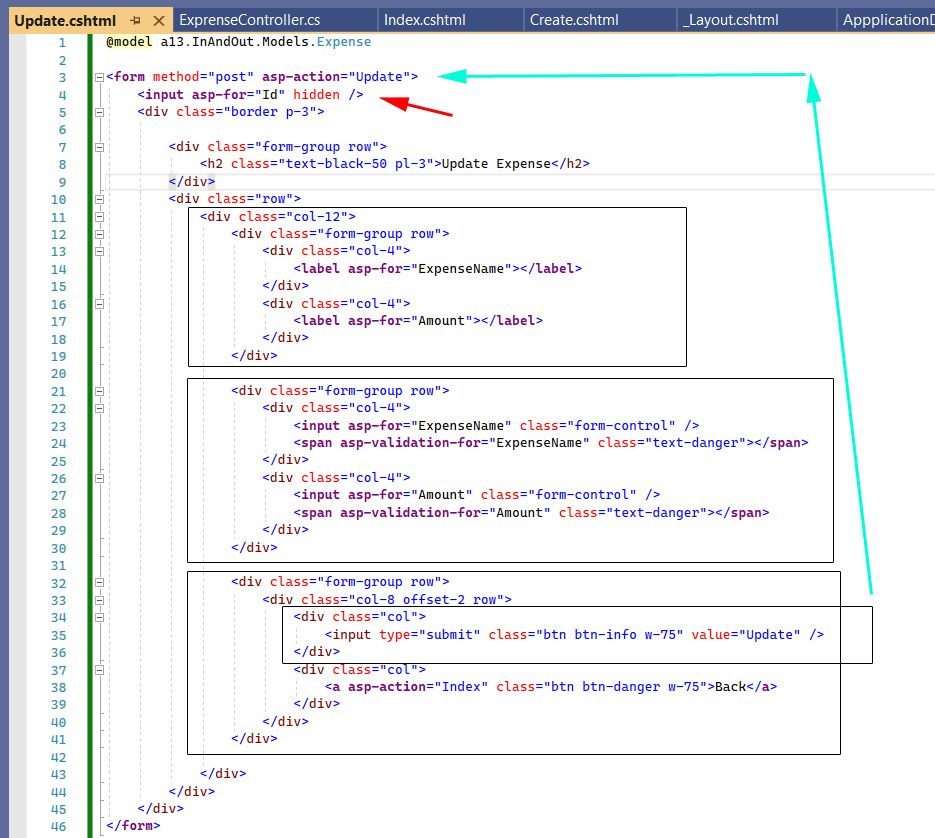 Update.cshtml ExprenseController.cs Index.cshtml Create.cshtml _Layout.cshtml AppplicationD
1 @model a13.InAndOut.Models.Expense
2
3 <form method="post" asp-action="Update">
4 <input asp-for="Id" hidden />
5 <div class="border p-3">
6
7 <div class="form-group row">
8 <h2 class="text-black-50 pl-3">Update Expense</h2>
9 </div>
10 <div class="row">
11 <div class="col-12">
12 <div class="form-group row">
13 <div class="col-4">
14 <label asp-for="ExpenseName"></label>
15 </div>
16 <div class="col-4">
17 <label asp-for="Amount"></label>
18 </div>
19 </div>
20
21 <div class="form-group row">
22 <div class="col-4">
23 <input asp-for="ExpenseName" class="form-control" />
24 <span asp-validation-for="ExpenseName" class="text-danger"></span>
25 </div>
26 <div class="col-4">
27 <input asp-for="Amount" class="form-control" />
28 <span asp-validation-for="Amount" class="text-danger"></span>
29 </div>
30 </div>
31
32 <div class="form-group row">
33 <div class="col-8 offset-2 row">
34 <div class="col">
35 <input type="submit" class="btn btn-info w-75" value="Update" />
36 </div>
37 <div class="col">
38 <a asp-action="Index" class="btn btn-danger w-75">Back</a>
39 </div>
40 </div>
41 </div>
42
43 </div>
44 </div>
45 </div>
46 </form>